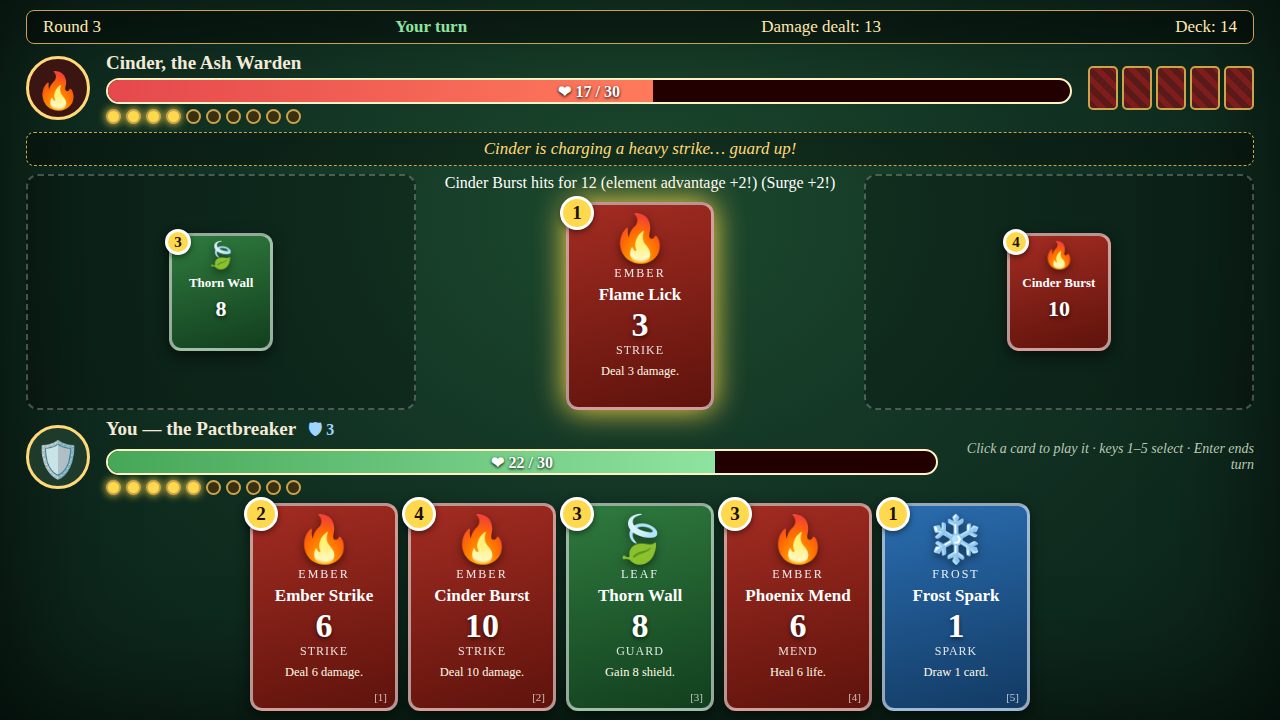 Round 3
Your turn
Damage dealt: 13
Deck: 14
Cinder, the Ash Warden
❤ 17 / 30
Cinder is charging a heavy strike… guard up!
Cinder Burst hits for 12 (element advantage +2!) (Surge +2!)
3
Thorn Wall
8
1
EMBER
Flame Lick
3
STRIKE
Deal 3 damage.
4
Cinder Burst
10
You — the Pactbreaker
3
❤ 22 / 30
Click a card to play it · keys 1–5 select · Enter ends
turn
2
EMBER
Ember Strike
6
STRIKE
Deal 6 damage.
[1]
4
EMBER
Cinder Burst
10
STRIKE
Deal 10 damage.
[2]
3
LEAF
Thorn Wall
8
GUARD
Gain 8 shield.
[3]
3
EMBER
Phoenix Mend
6
MEND
Heal 6 life.
[4]
1
FROST
Frost Spark
1
SPARK
Draw 1 card.
[5]